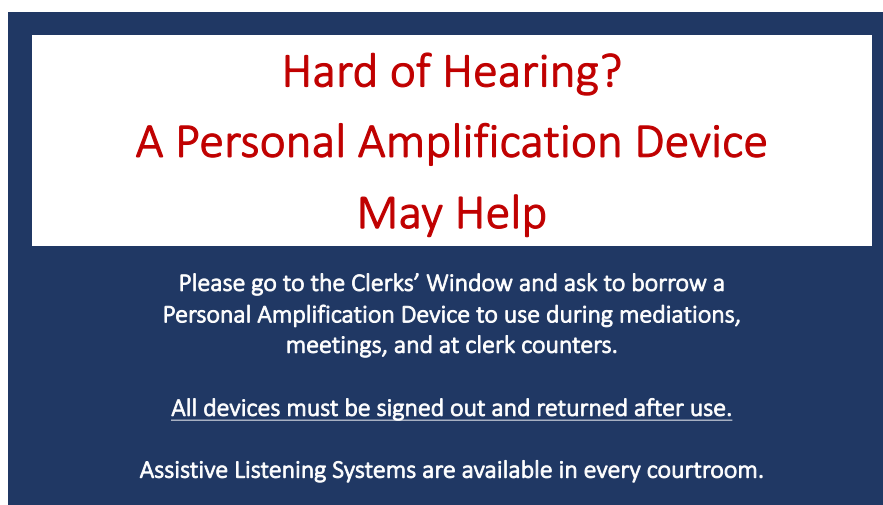 Hard of Hearing?
A Personal Amplification Device
May Help
Please go to the Clerks’ Window and ask to borrow a
Personal Amplification Device to use during mediations,
meetings, and at clerk counters.
All devices must be signed out and returned after use.
Assistive Listening Systems are available in every courtroom.